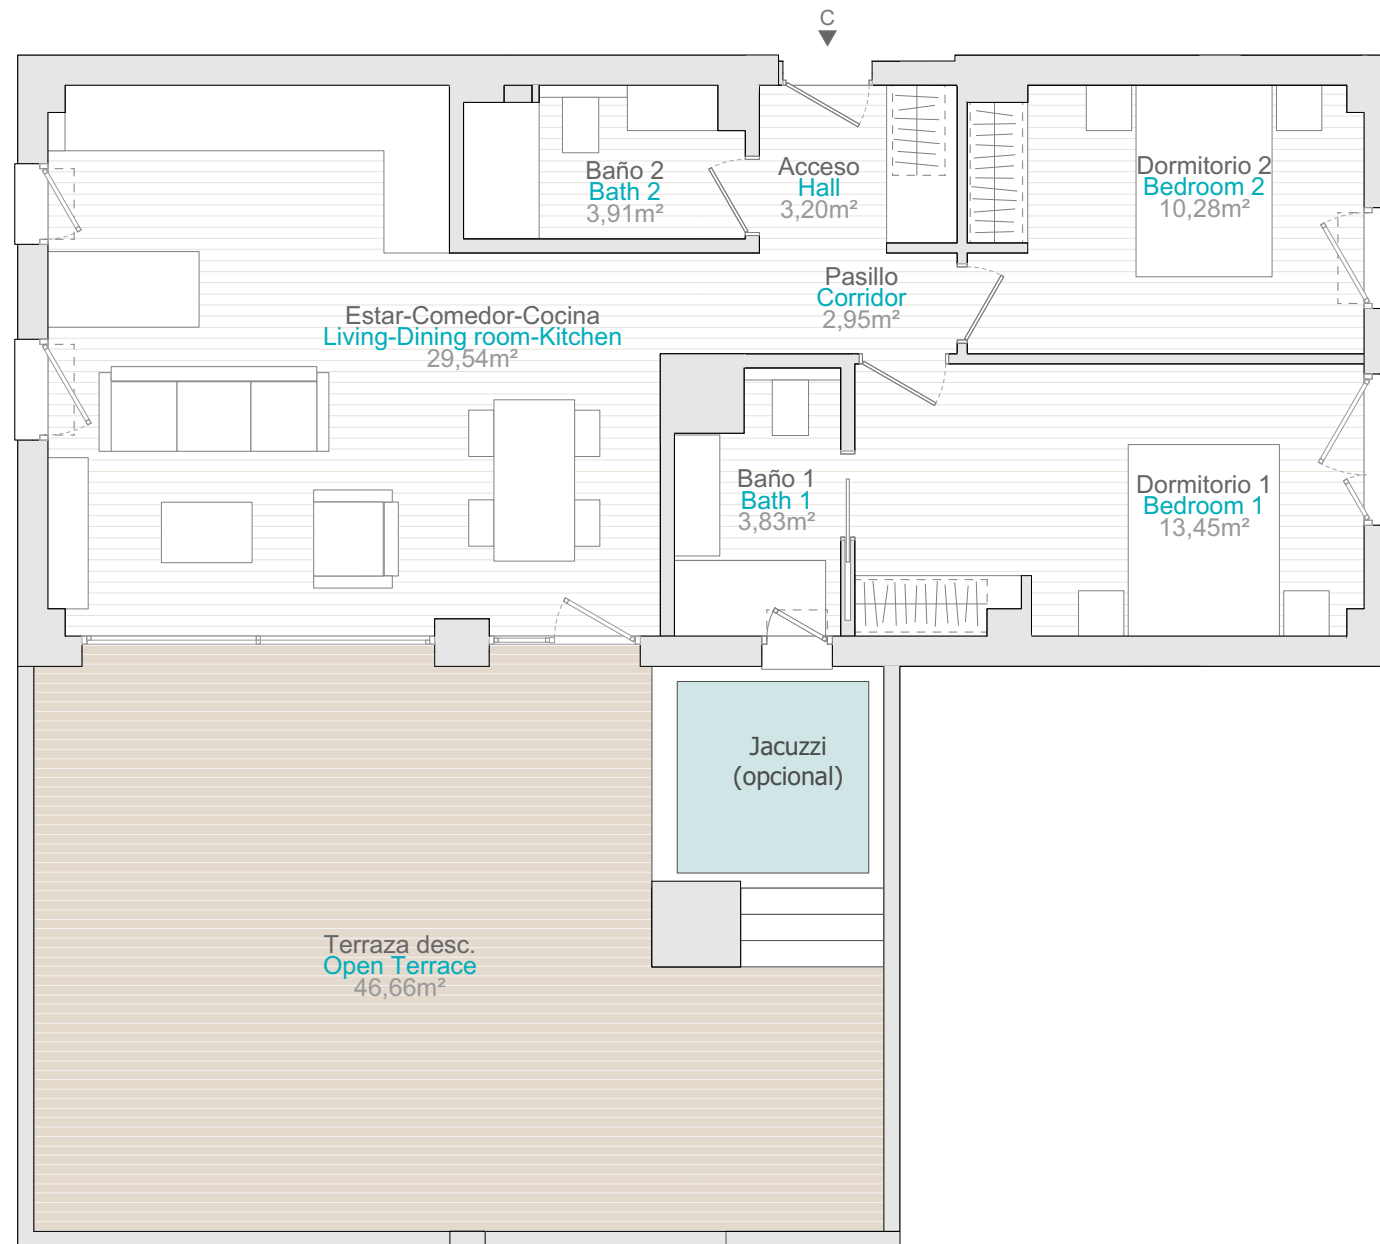 C
Baño 2
Bath 2
3,91m²
Acceso
Hall
3,20m²
Dormitorio 2
Bedroom 2
10,28m²
Pasillo
Corridor
2,95m²
Estar-Comedor-Cocina
Living-Dining room-Kitchen
29,54m²
Baño 1
Bath 1
3,83m²
Dormitorio 1
Bedroom 1
13,45m²
Jacuzzi
(opcional)
Terraza desc.
Open Terrace
46,66m²